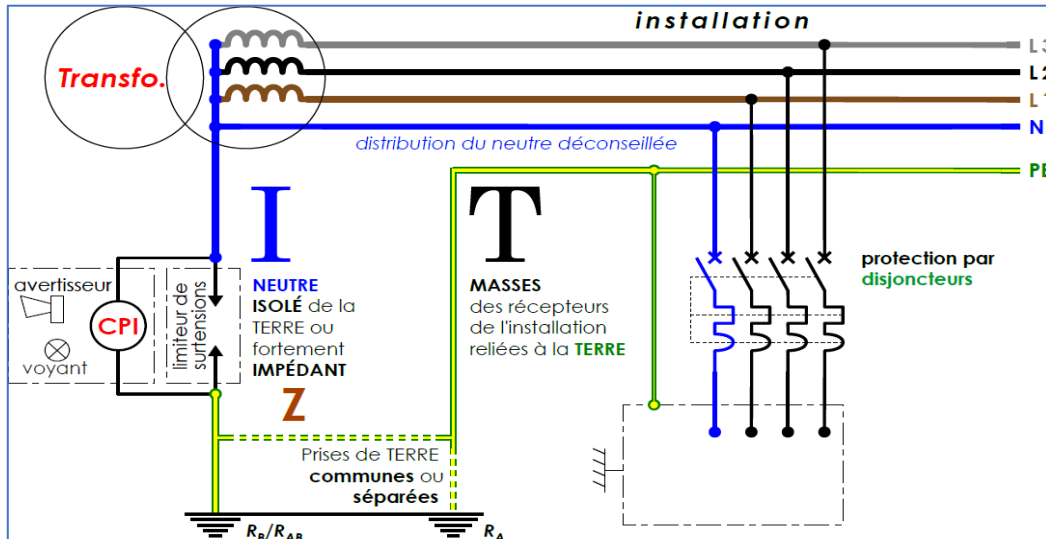 installation
Transfo.
L3
L2
L1
N
distribution du neutre déconseillée
PE
I
T
NEUTRE
ISOLÉ de la
TERRE ou
fortement
IMPÉDANT
Z
MASSES
des récepteurs
de l'installation
reliées à la TERRE
protection par
disjoncteurs
avertisseur
CPI
voyant
limiteur de
surtensions
Prises de TERRE
communes ou
séparées
RB/RAB
RA